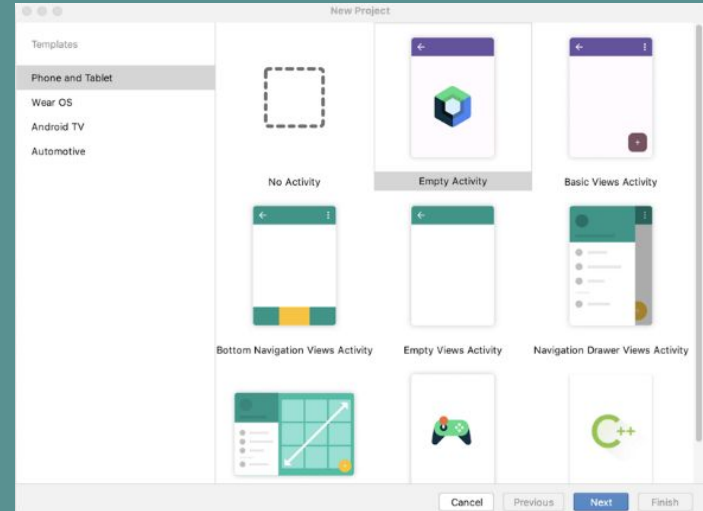 New Project
Templates
Phone and Tablet
Wear OS
Android TV
Automotive
No Activity
Empty Activity
Basic Views Activity
Bottom Navigation Views Activity
Empty Views Activity
Navigation Drawer Views Activity
C++
Cancel
Previous
Next
Finish